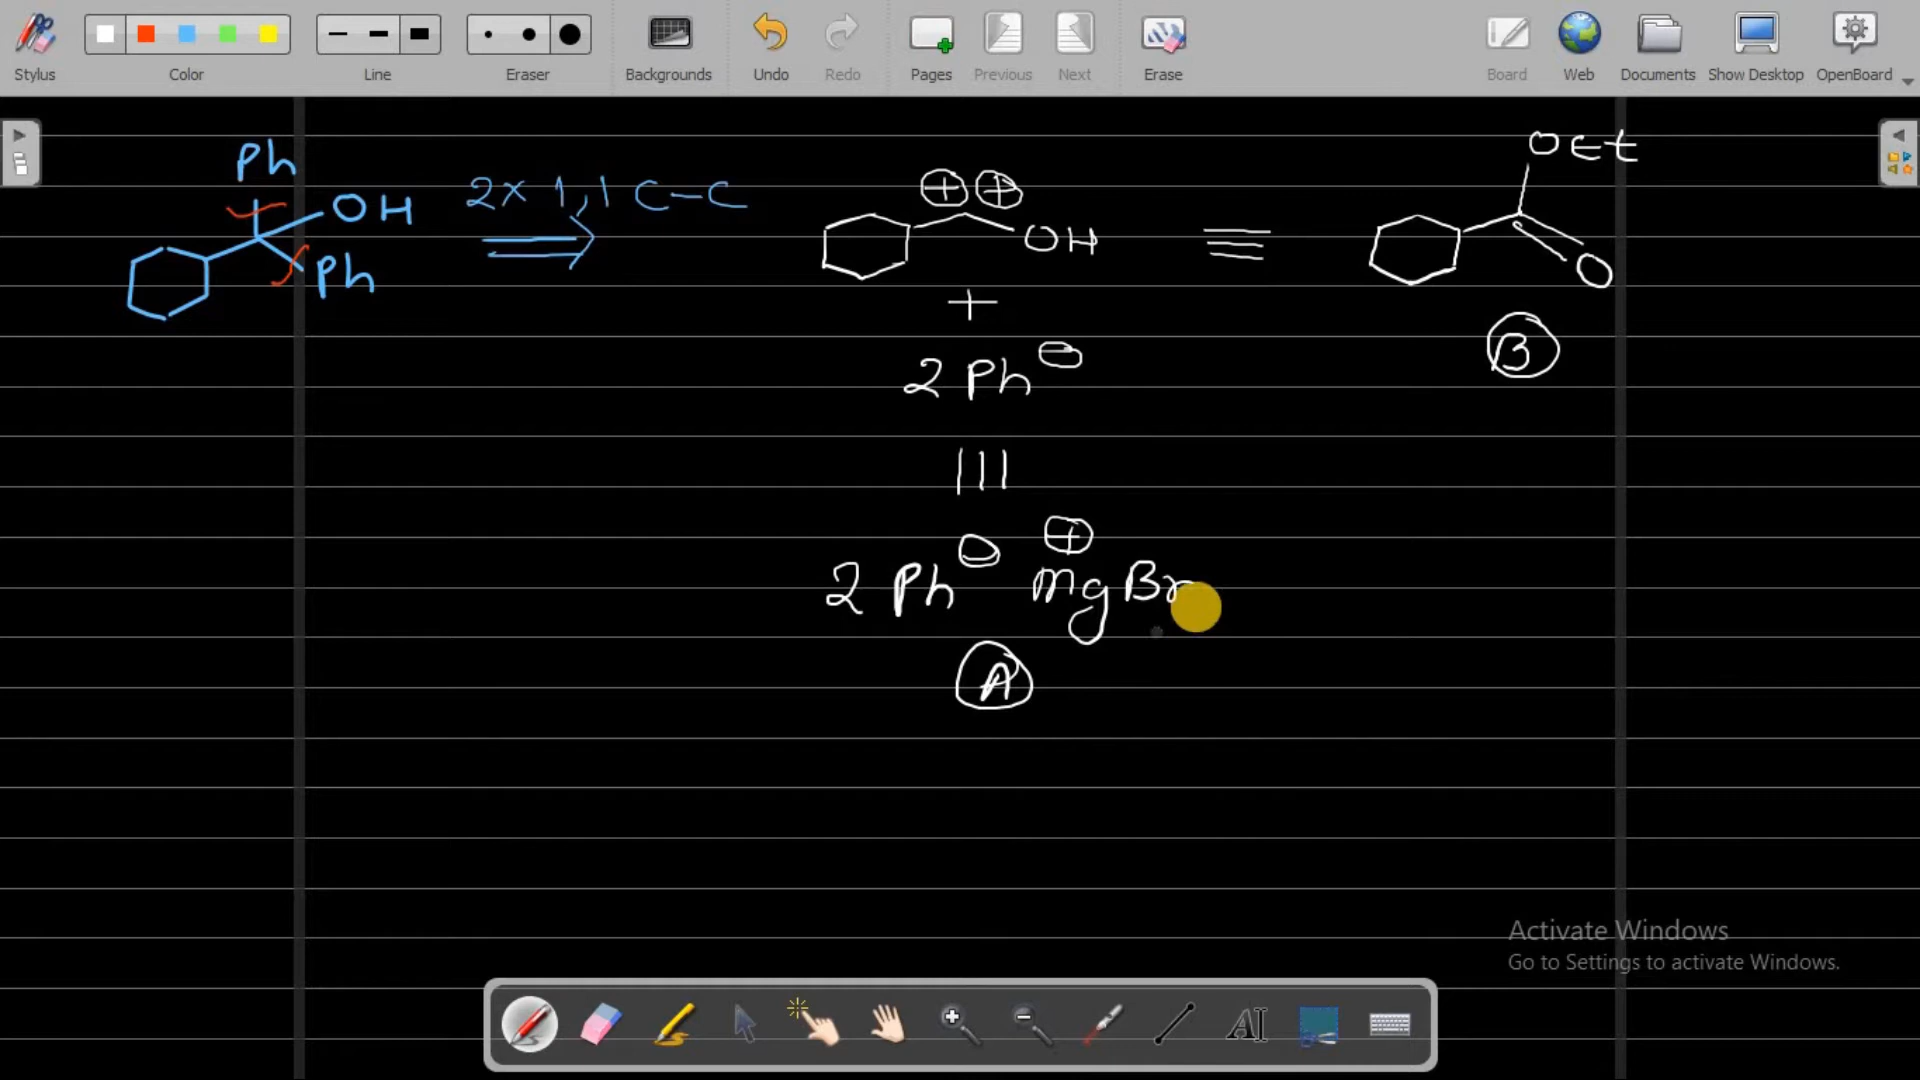 Stylus
Color
Line
Eraser
Backgrounds
Undo
Redo
Pages
Previous
Next
Erase
Board
Web
Documents
Show Desktop
OpenBoard
Ph
OH
Ph
2x 1,1 C–C
⊕ ⊕
OH
+
2 Ph⊖
|||
2 Ph⊖ ⊕MgBr
A
≡
OEt
O
B
Activate Windows
Go to Settings to activate Windows.
AI